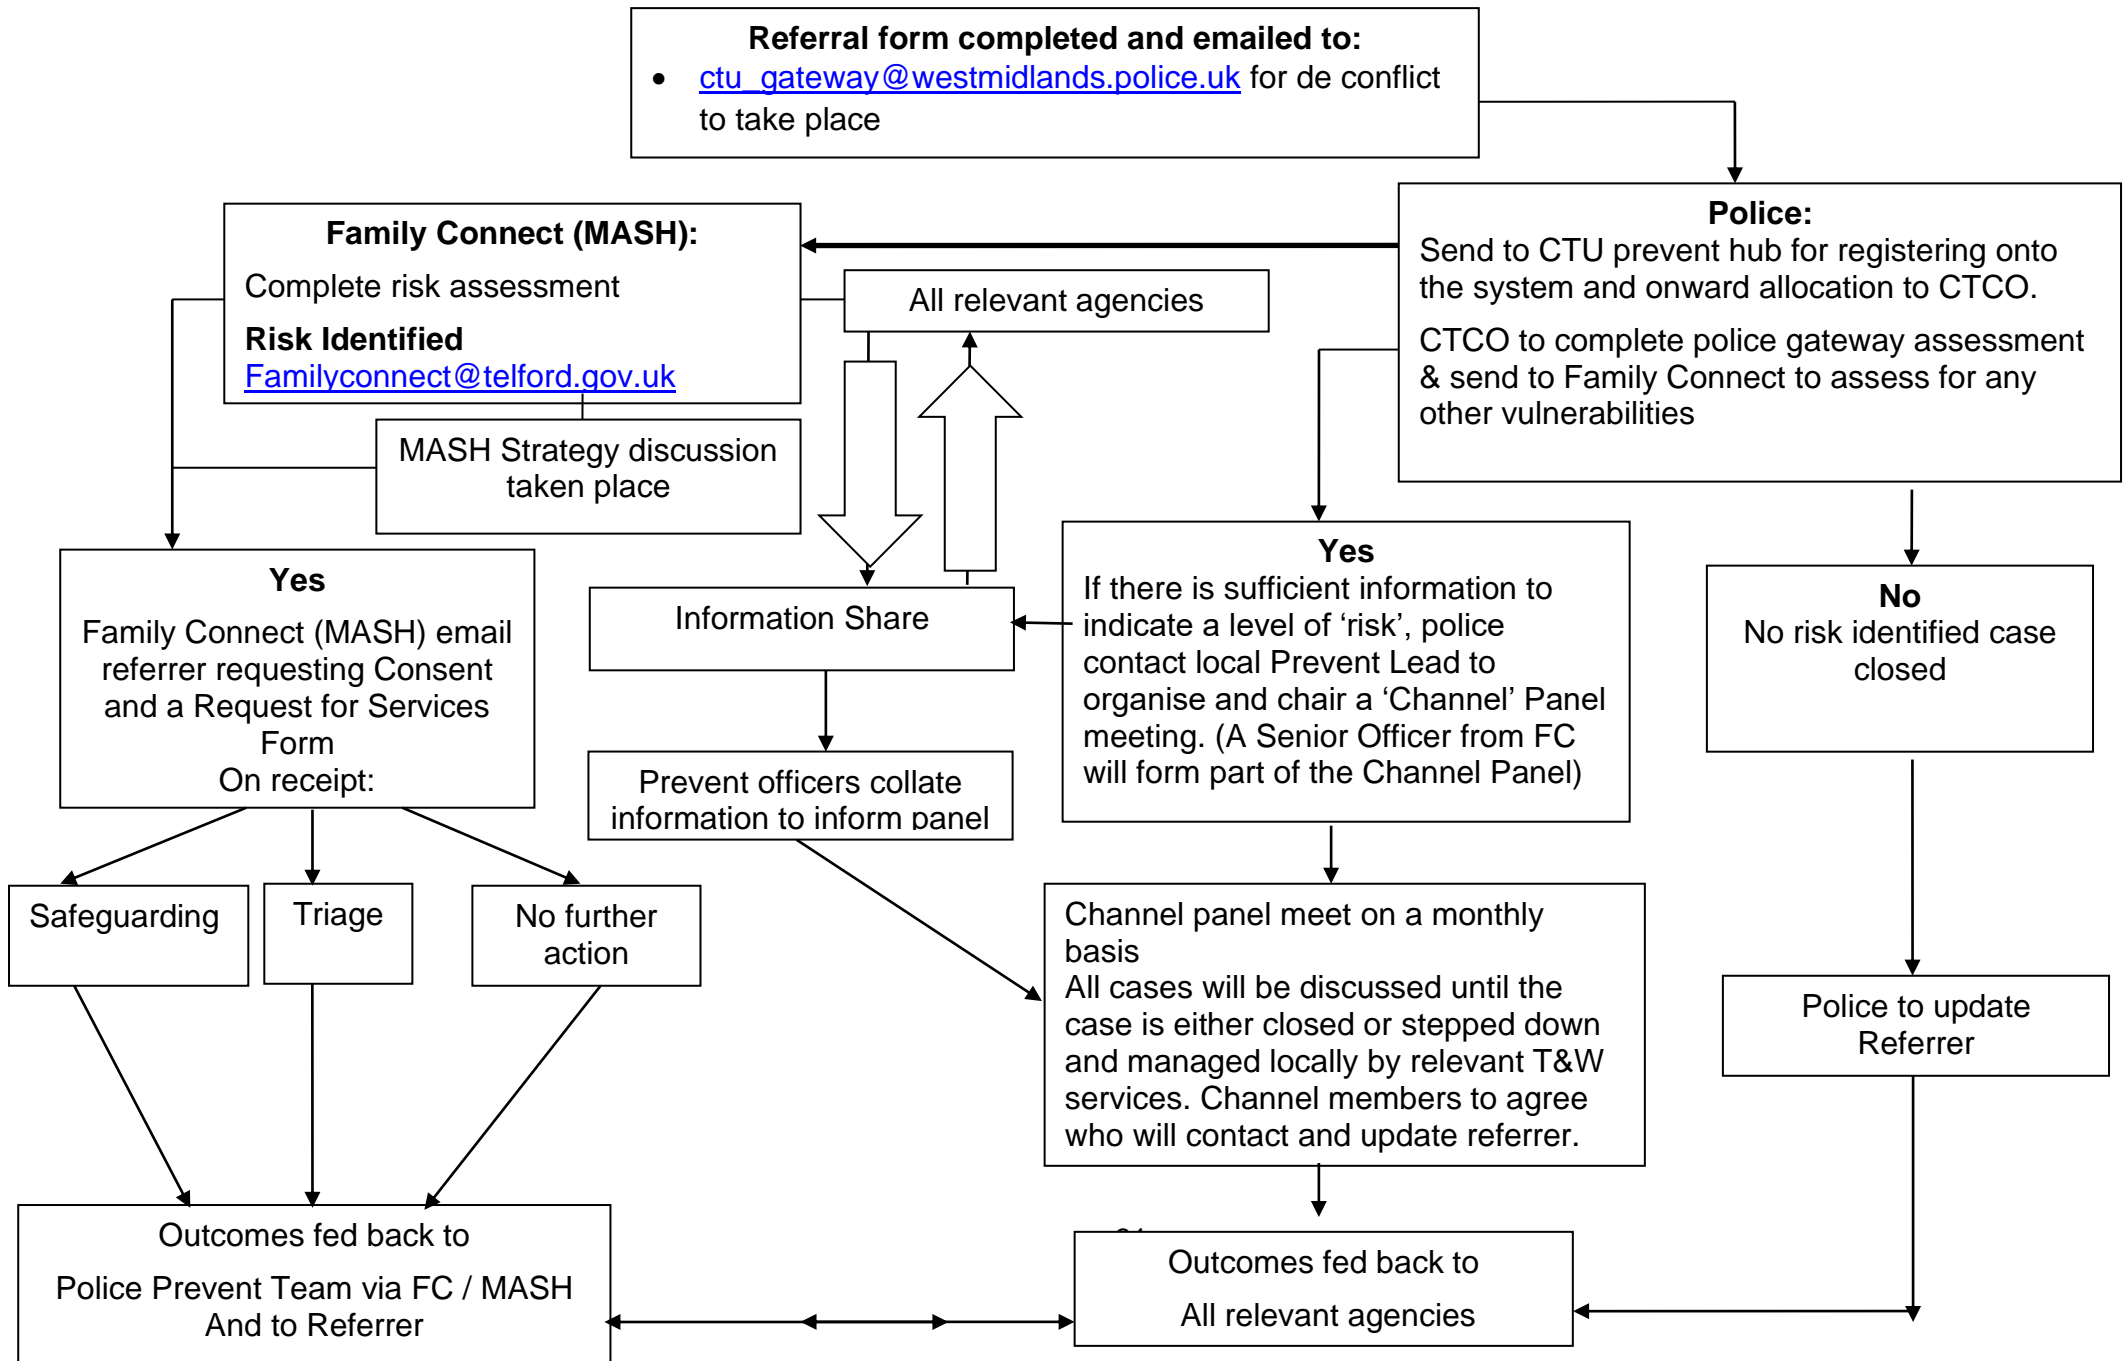 Referral form completed and emailed to:
• ctu_gateway@westmidlands.police.uk for de conflict
to take place
Police:
Send to CTU prevent hub for registering onto
the system and onward allocation to CTCO.
CTCO to complete police gateway assessment
& send to Family Connect to assess for any
other vulnerabilities
Family Connect (MASH):
Complete risk assessment
Risk Identified
Familyconnect@telford.gov.uk
All relevant agencies
MASH Strategy discussion
taken place
Yes
Family Connect (MASH) email
referrer requesting Consent
and a Request for Services
Form
On receipt:
Information Share
Yes
If there is sufficient information to
indicate a level of ‘risk’, police
contact local Prevent Lead to
organise and chair a ‘Channel’ Panel
meeting. (A Senior Officer from FC
will form part of the Channel Panel)
No
No risk identified case
closed
Prevent officers collate
information to inform panel
Safeguarding
Triage
No further
action
Channel panel meet on a monthly
basis
All cases will be discussed until the
case is either closed or stepped down
and managed locally by relevant T&W
services. Channel members to agree
who will contact and update referrer.
Police to update
Referrer
Outcomes fed back to
Police Prevent Team via FC / MASH
And to Referrer
Outcomes fed back to
All relevant agencies